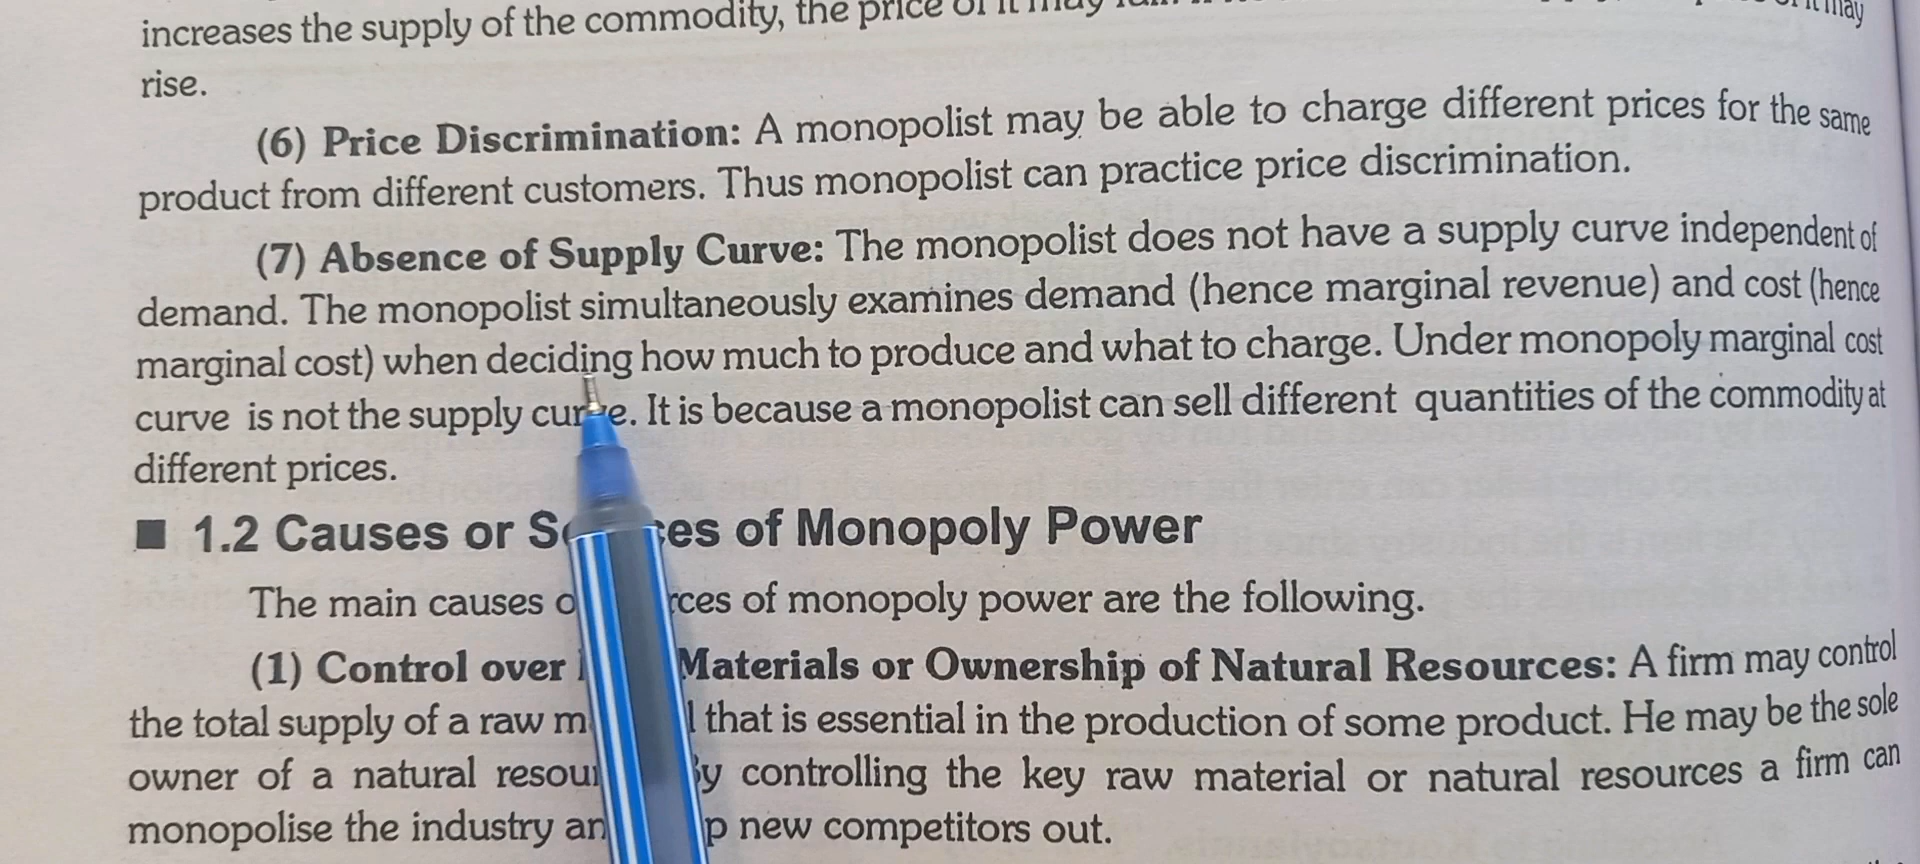 increases the supply of the commodity, the price of it may
rise.
(6) Price Discrimination: A monopolist may be able to charge different prices for the same
product from different customers. Thus monopolist can practice price discrimination.
(7) Absence of Supply Curve: The monopolist does not have a supply curve independent of
demand. The monopolist simultaneously examines demand (hence marginal revenue) and cost (hence
marginal cost) when deciding how much to produce and what to charge. Under monopoly marginal cost
curve is not the supply curve. It is because a monopolist can sell different quantities of the commodity at
different prices.
1.2 Causes or of Monopoly Power
The main causes of monopoly power are the following.
(1) Control over Materials or Ownership of Natural Resources: A firm may control
the total supply of a raw that is essential in the production of some product. He may be the sole
owner of a natural controlling the key raw material or natural resources a firm can
monopolise the industry new competitors out.